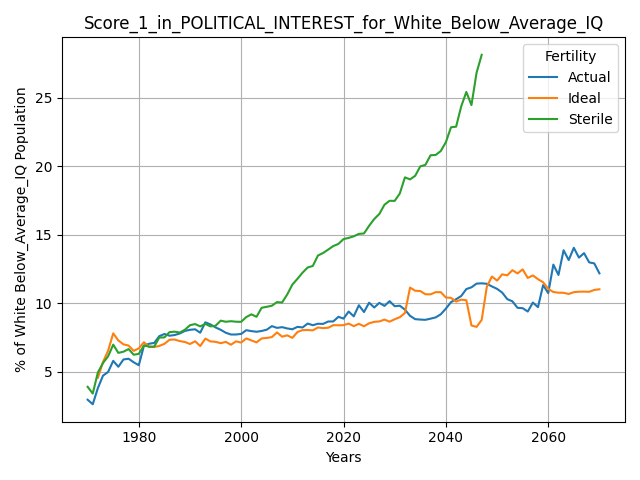 Score_1_in_POLITICAL_INTEREST_for_White_Below_Average_IQ
% of White Below_Average_IQ Population
25
20
15
10
5
Fertility
Actual
Ideal
Sterile
1980
2000
2020
2040
2060
Years